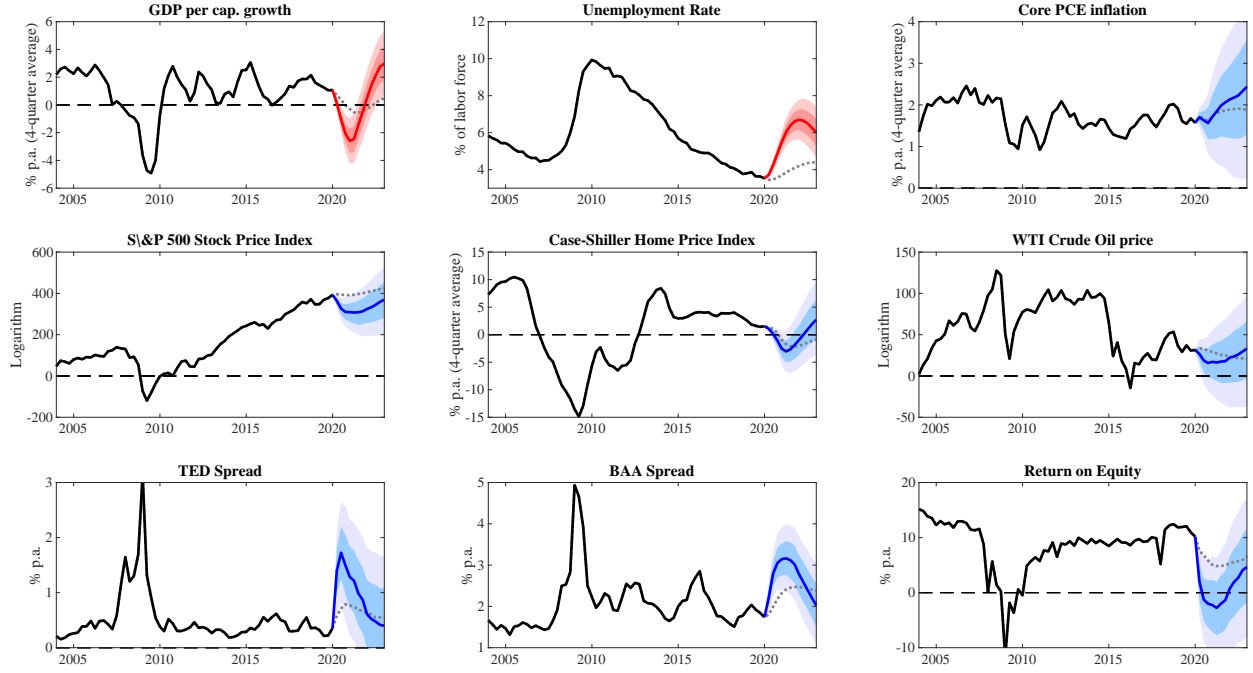 GDP per cap. growth
% p.a. (4-quarter average)
6
4
2
0
-2
-4
-6
2005 2010 2015 2020
Unemployment Rate
% of labor force
12
10
8
6
4
2005 2010 2015 2020
Core PCE inflation
% p.a. (4-quarter average)
4
3
2
1
0
2005 2010 2015 2020
S\&P 500 Stock Price Index
Logarithm
600
400
200
0
-200
2005 2010 2015 2020
Case-Shiller Home Price Index
% p.a. (4-quarter average)
15
10
5
0
-5
-10
-15
2005 2010 2015 2020
WTI Crude Oil price
Logarithm
150
100
50
0
-50
2005 2010 2015 2020
TED Spread
% p.a.
3
2
1
0
2005 2010 2015 2020
BAA Spread
% p.a.
5
4
3
2
1
2005 2010 2015 2020
Return on Equity
% p.a.
20
10
0
-10
2005 2010 2015 2020